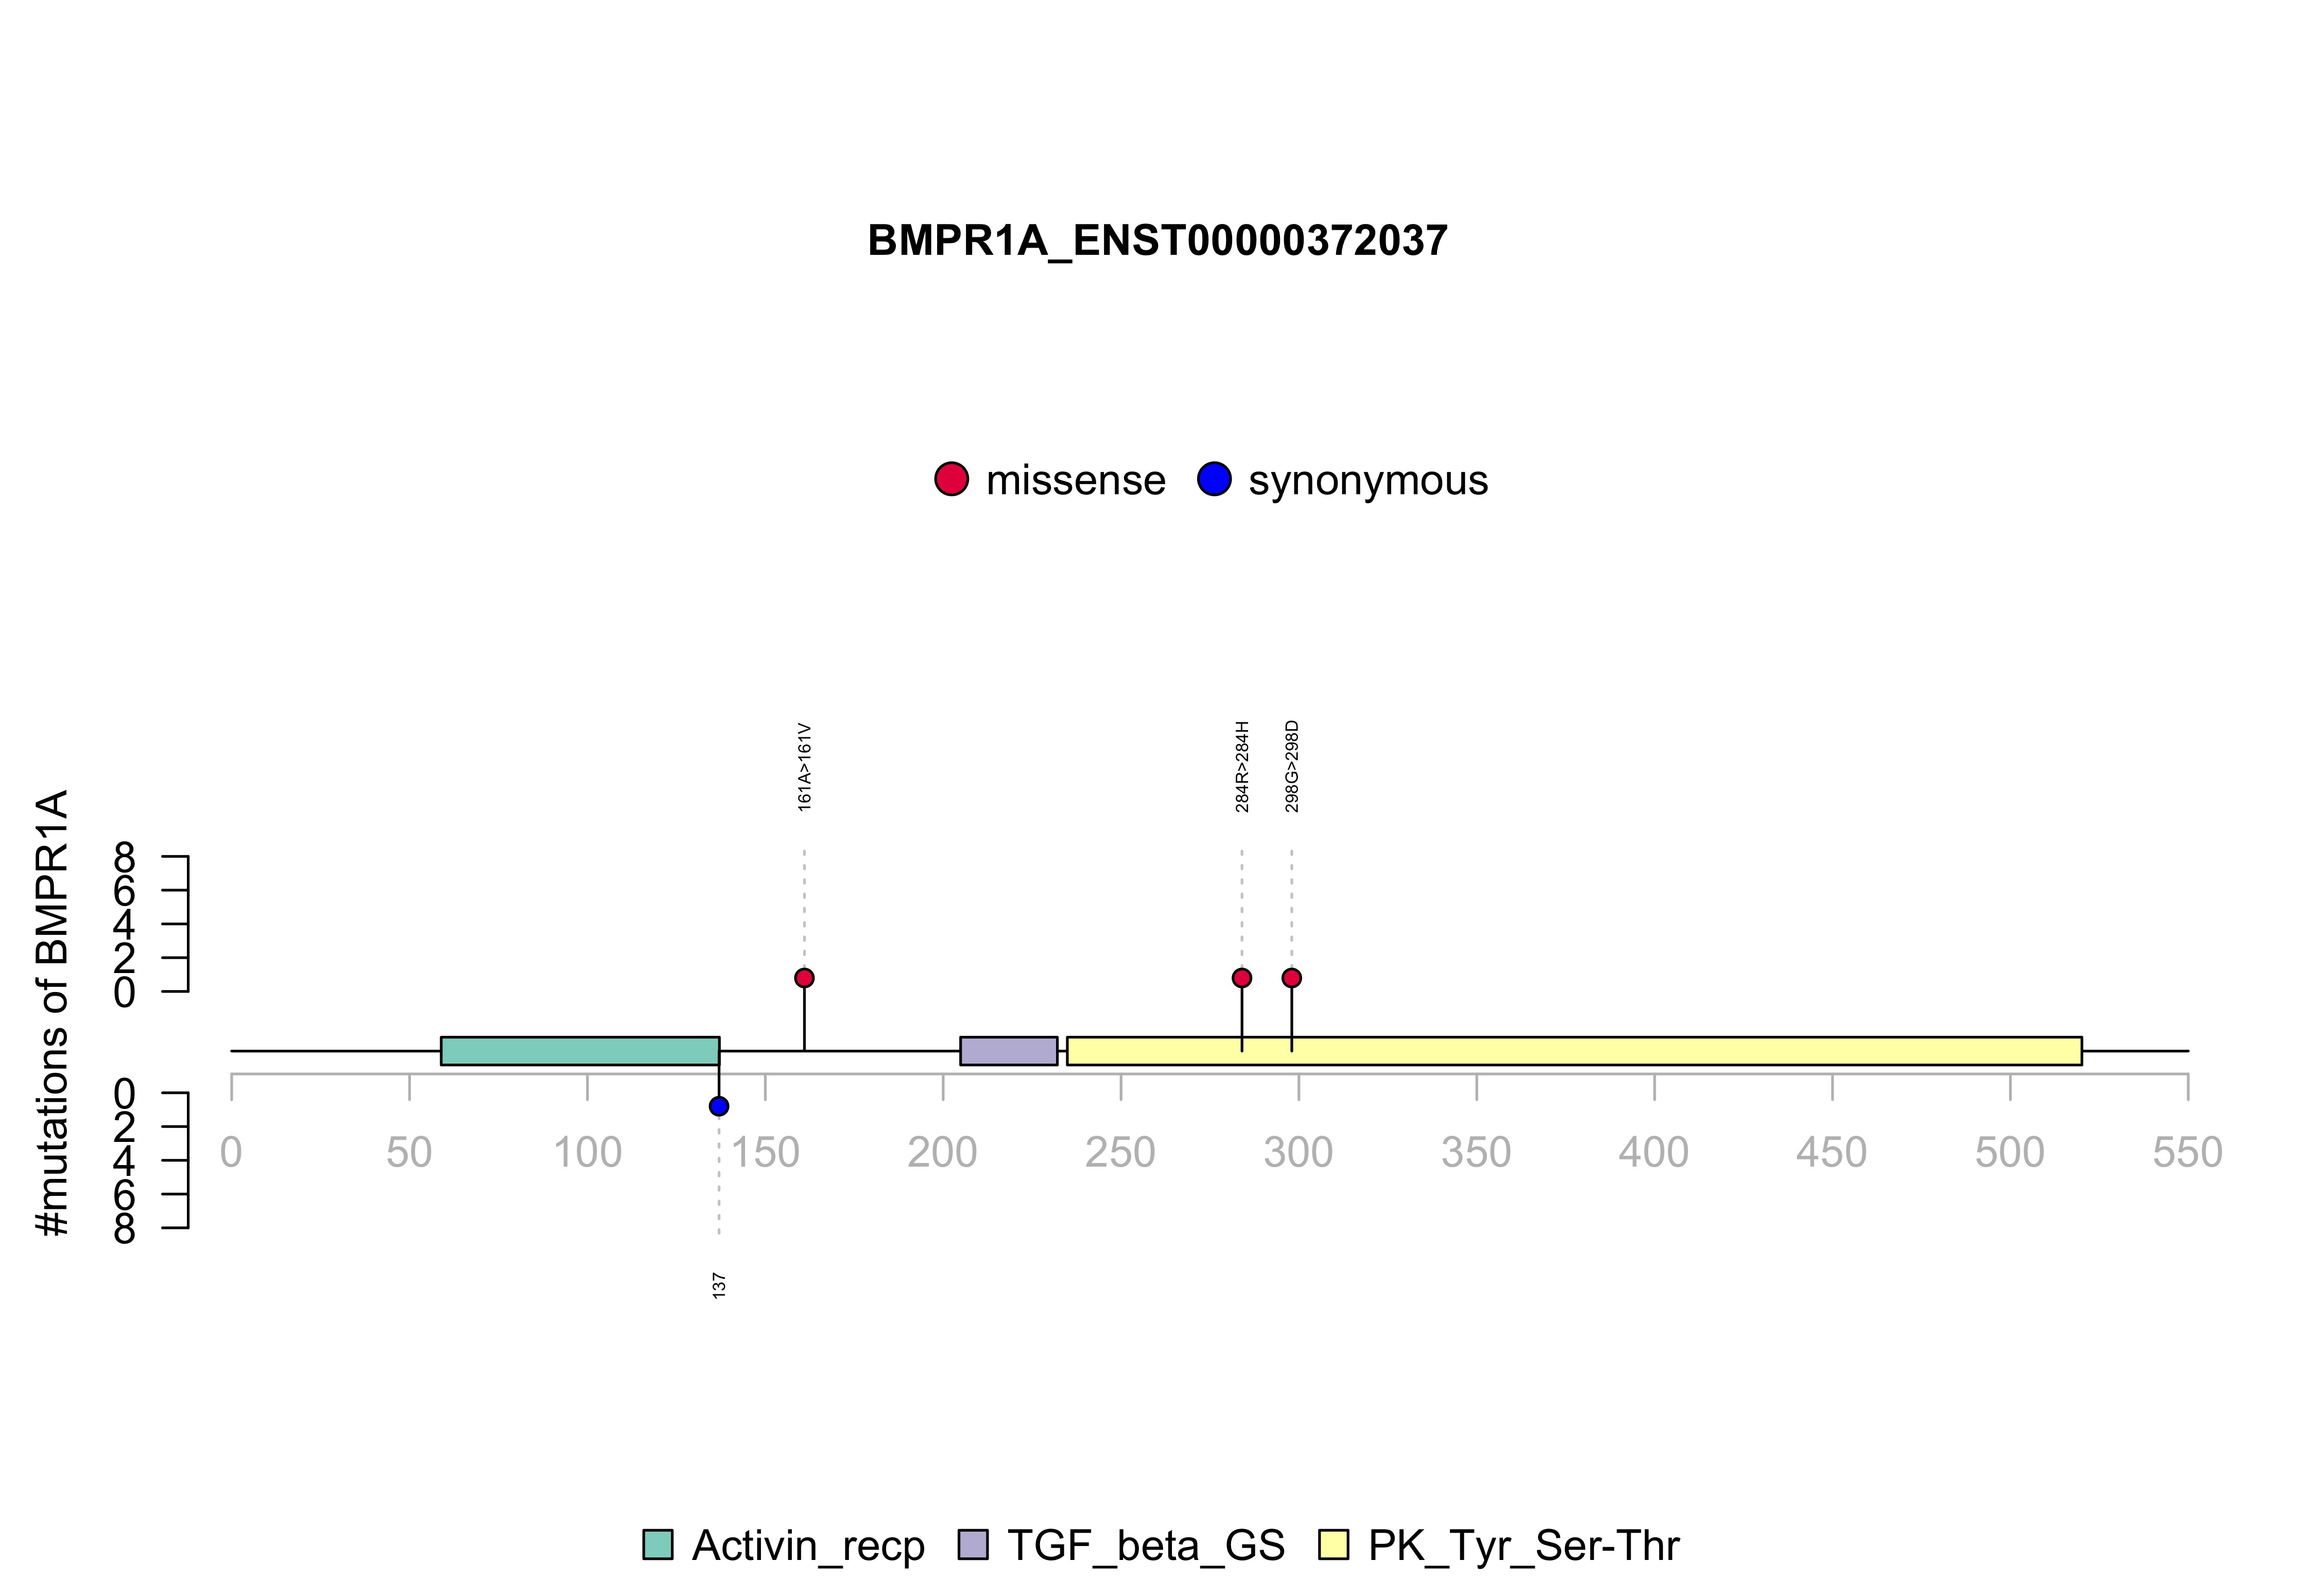 BMPR1A_ENST00000372037
missense synonymous
161A>161V
284R>284H
298G>298D
#mutations of BMPR1A
8
6
4
2
0
0
2
4
6
8
0 50 100 150 200 250 300 350 400 450 500 550
137
Activin_recp TGF_beta_GS PK_Tyr_Ser-Thr